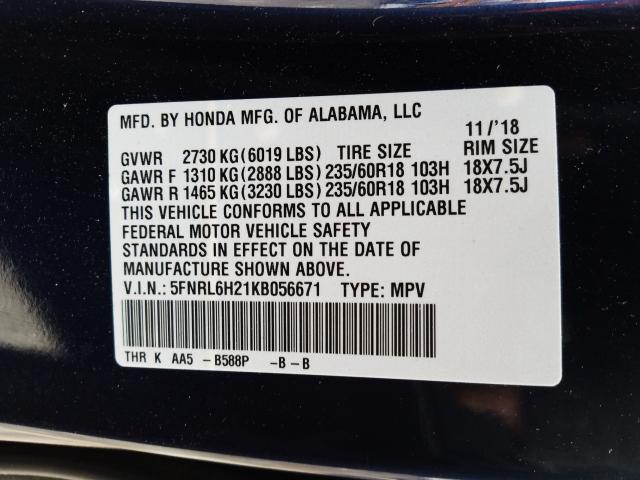 MFD. BY HONDA MFG. OF ALABAMA, LLC 11/'18
GVWR 2730 KG(6019 LBS) TIRE SIZE RIM SIZE
GAWR F 1310 KG(2888 LBS)235/60R18 103H 18X7.5J
GAWR R 1465 KG(3230 LBS)235/60R18 103H 18X7.5J
THIS VEHICLE CONFORMS TO ALL APPLICABLE
FEDERAL MOTOR VEHICLE SAFETY
STANDARDS IN EFFECT ON THE DATE OF
MANUFACTURE SHOWN ABOVE.
V.I.N.: 5FNRL6H21KB056671 TYPE: MPV
THR K AA5 -B588P -B-B